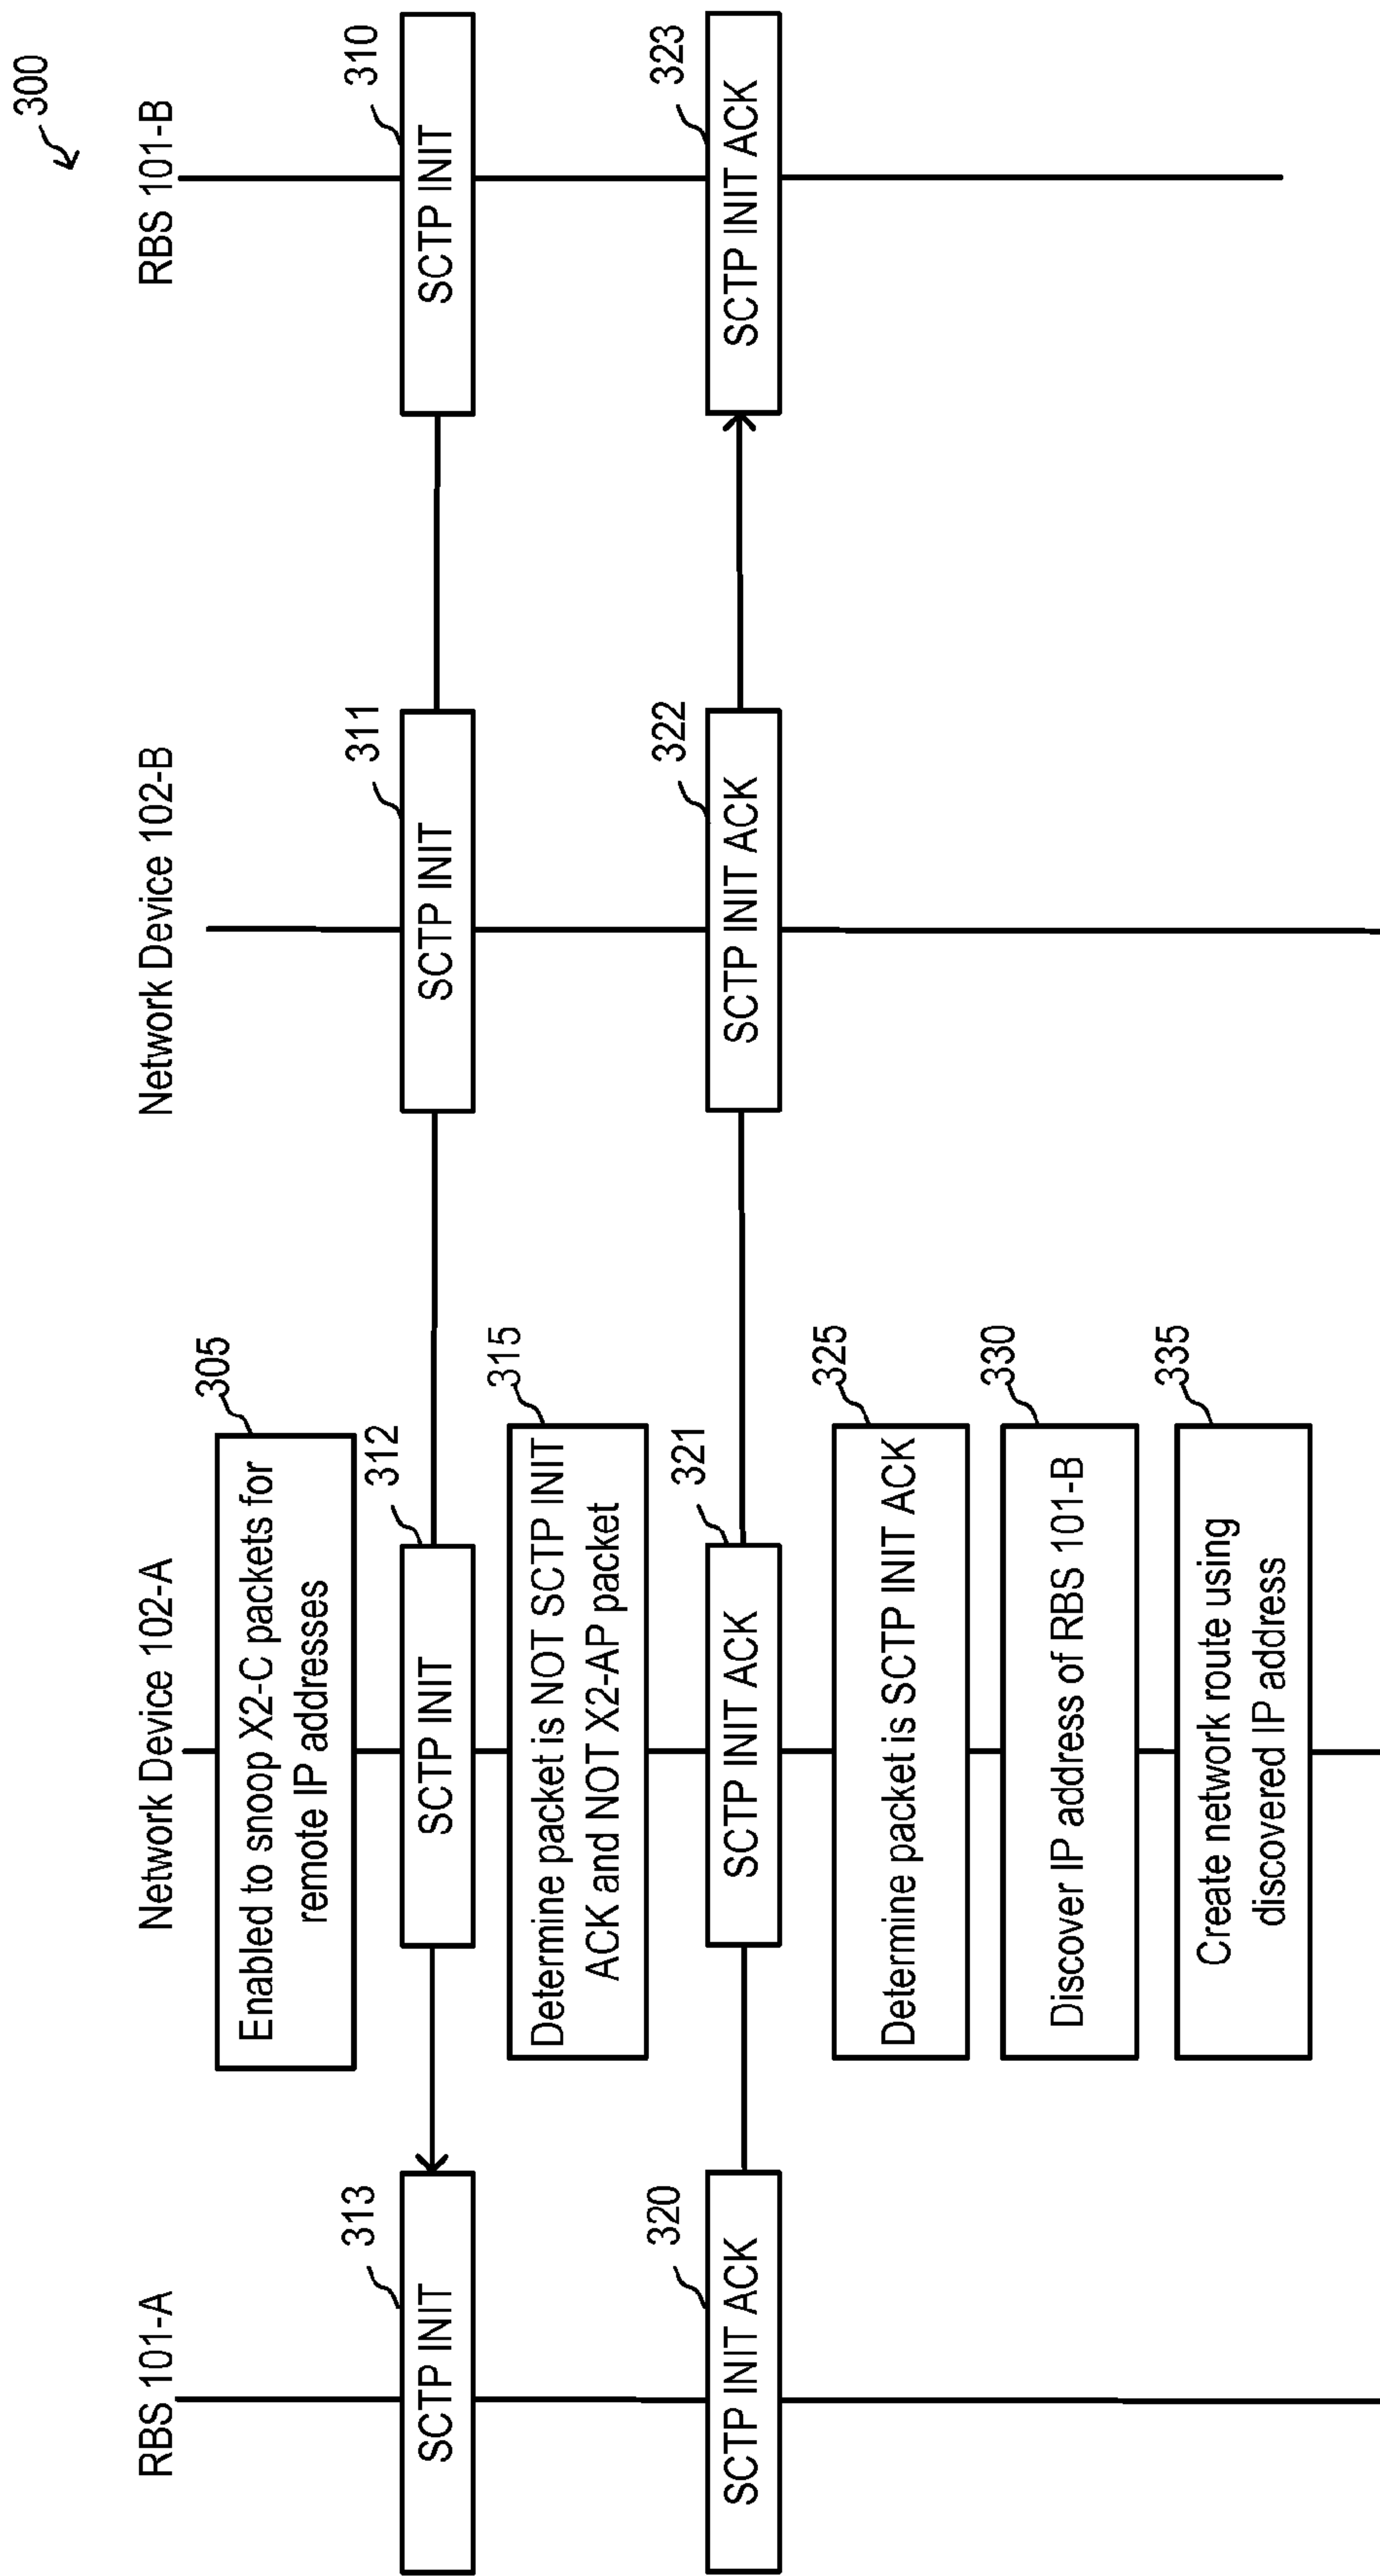 300
RBS 101-A
Network Device 102-A
Network Device 102-B
RBS 101-B
305
Enabled to snoop X2-C packets for
remote IP addresses
313
SCTP INIT
312
SCTP INIT
311
SCTP INIT
310
SCTP INIT
315
Determine packet is NOT SCTP INIT
ACK and NOT X2-AP packet
320
SCTP INIT ACK
321
SCTP INIT ACK
322
SCTP INIT ACK
323
SCTP INIT ACK
325
Determine packet is SCTP INIT ACK
330
Discover IP address of RBS 101-B
335
Create network route using
discovered IP address